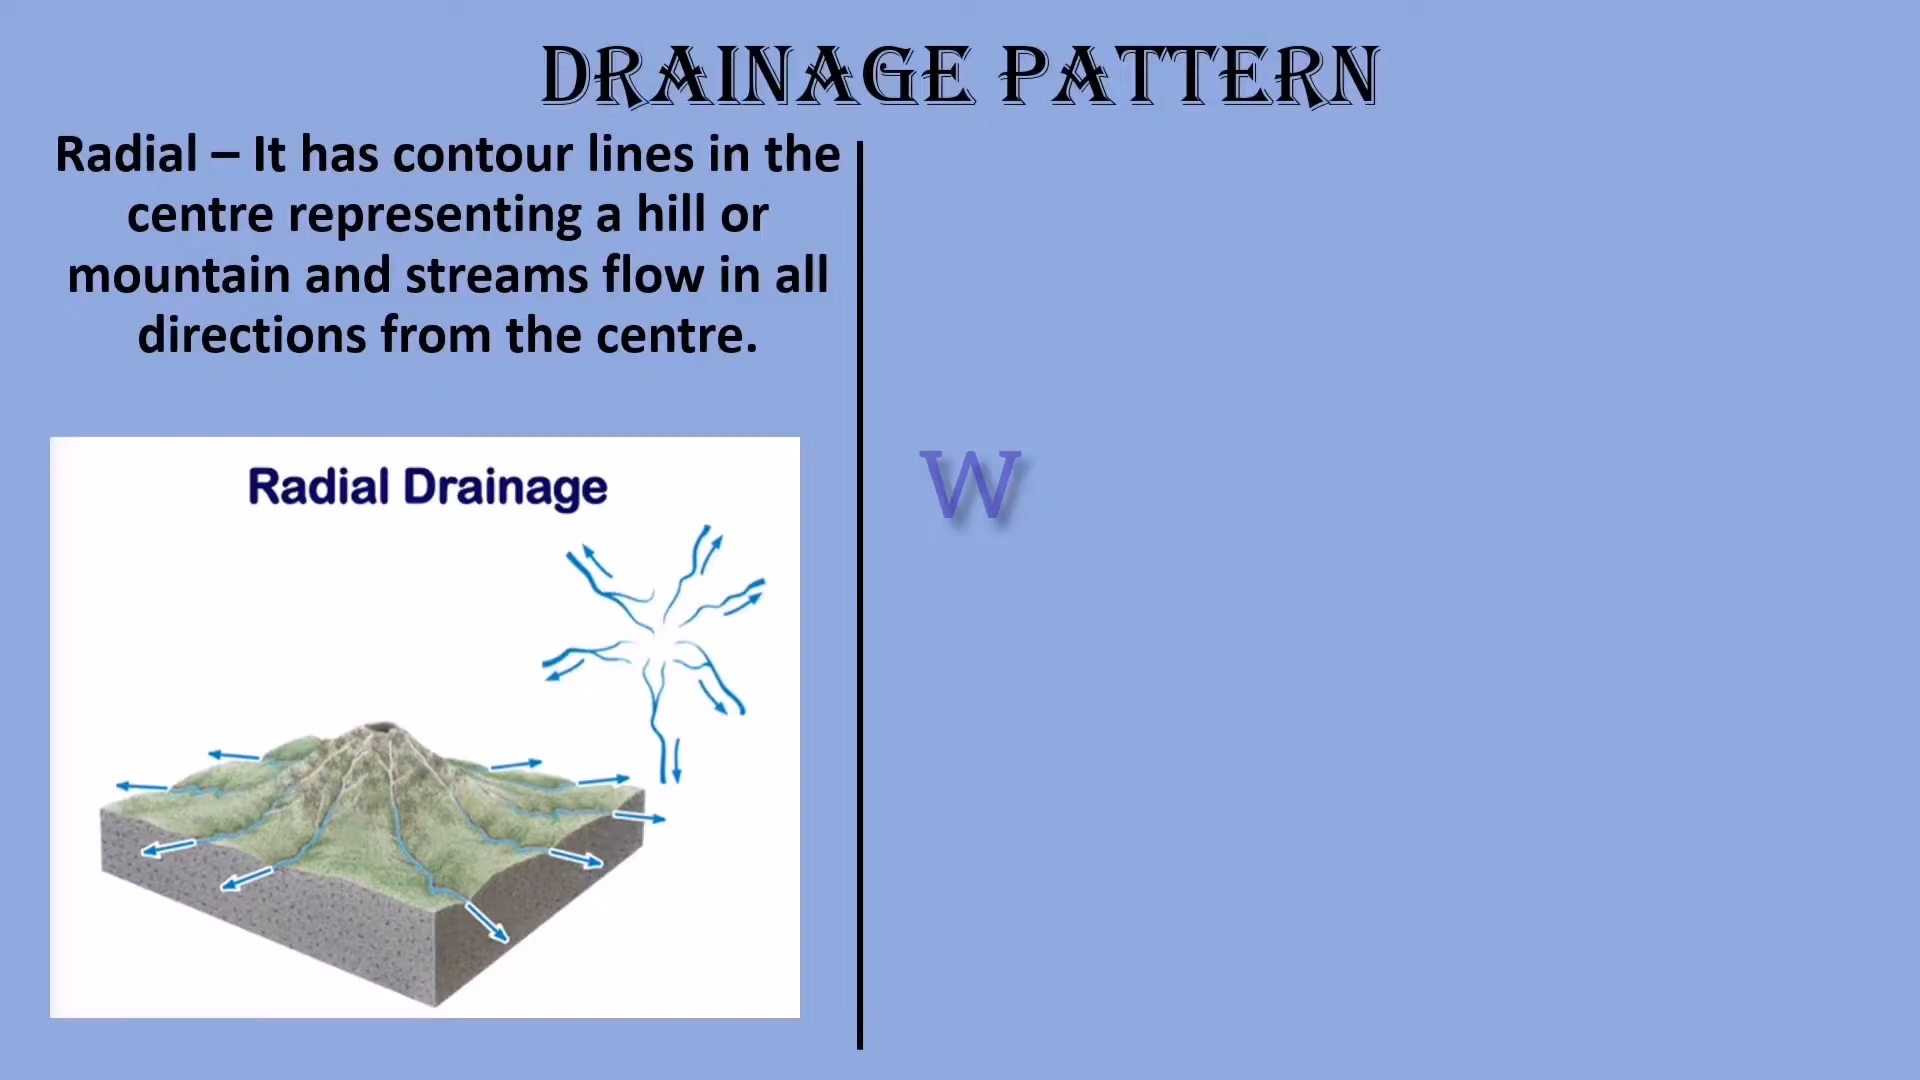 DRAINAGE PATTERN
Radial – It has contour lines in the
centre representing a hill or
mountain and streams flow in all
directions from the centre.
W
Radial Drainage